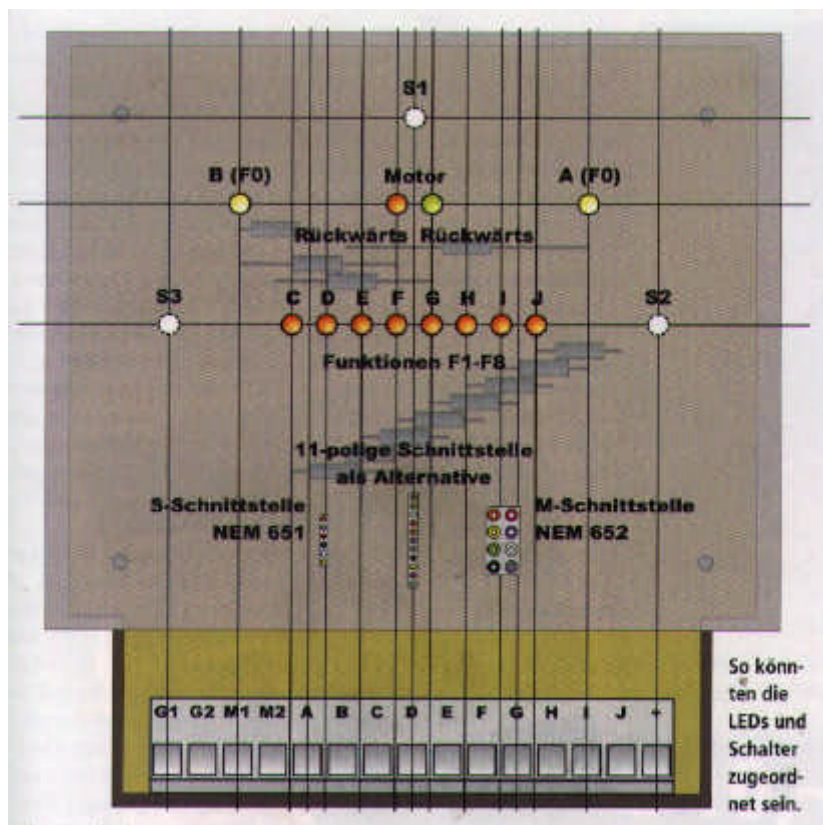 S1
B (F0) Motor A (F0)
Rückwärts Rückwärts
S3 C D E F G H I J S2
Funktionen F1-F8
11-polige Schnittstelle
als Alternative
S-Schnittstelle
NEM 651
M-Schnittstelle
NEM 652
So könn-
ten die
LEDs und
Schalter
zugeord-
net sein.
G1 G2 M1 M2 A B C D E F G H I J +